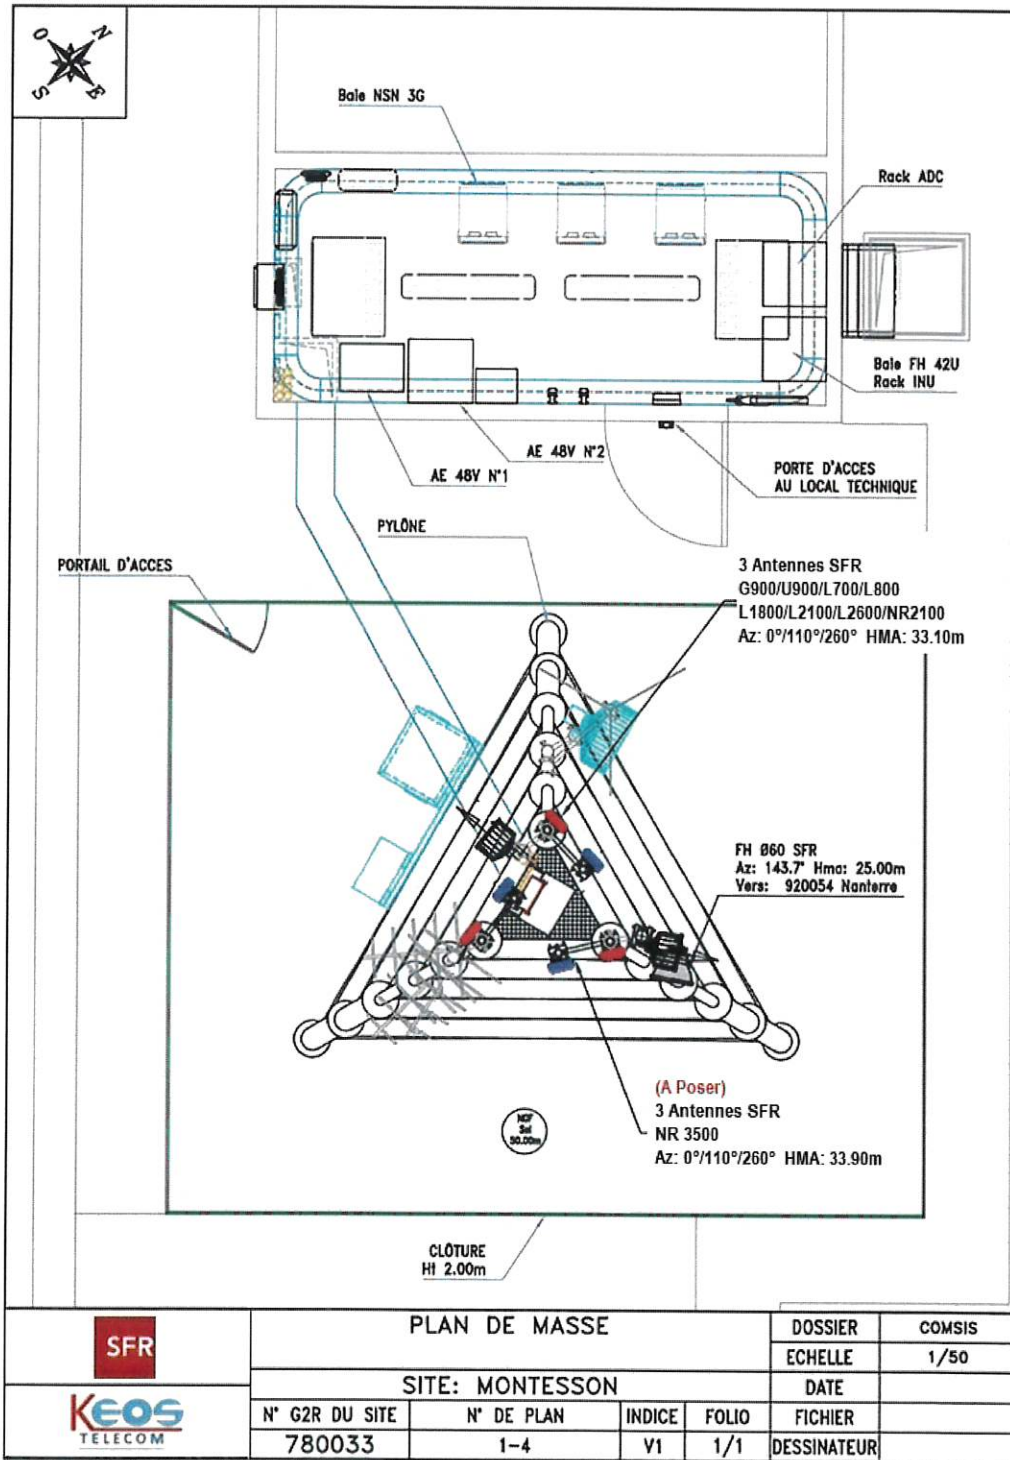 O N
S E
Baie NSN 3G
Rack ADC
Baie FH 42U
Rack INU
AE 48V N°2
AE 48V N°1
PORTE D'ACCES
AU LOCAL TECHNIQUE
PYLÔNE
PORTAIL D'ACCES
3 Antennes SFR
G900/U900/L700/L800
L1800/L2100/L2600/NR2100
Az: 0°/110°/260° HMA: 33.10m
FH Ø60 SFR
Az: 143.7° Hma: 25.00m
Vers: 920054 Nanterre
(A Poser)
3 Antennes SFR
NR 3500
Az: 0°/110°/260° HMA: 33.90m
NGF
Sol
50.00m
CLÔTURE
Ht 2.00m
SFR
KEOS
TELECOM
PLAN DE MASSE
SITE: MONTESSON
N° G2R DU SITE
N° DE PLAN
INDICE
FOLIO
780033
1-4
V1
1/1
DOSSIER
COMSIS
ECHELLE
1/50
DATE
FICHIER
DESSINATEUR